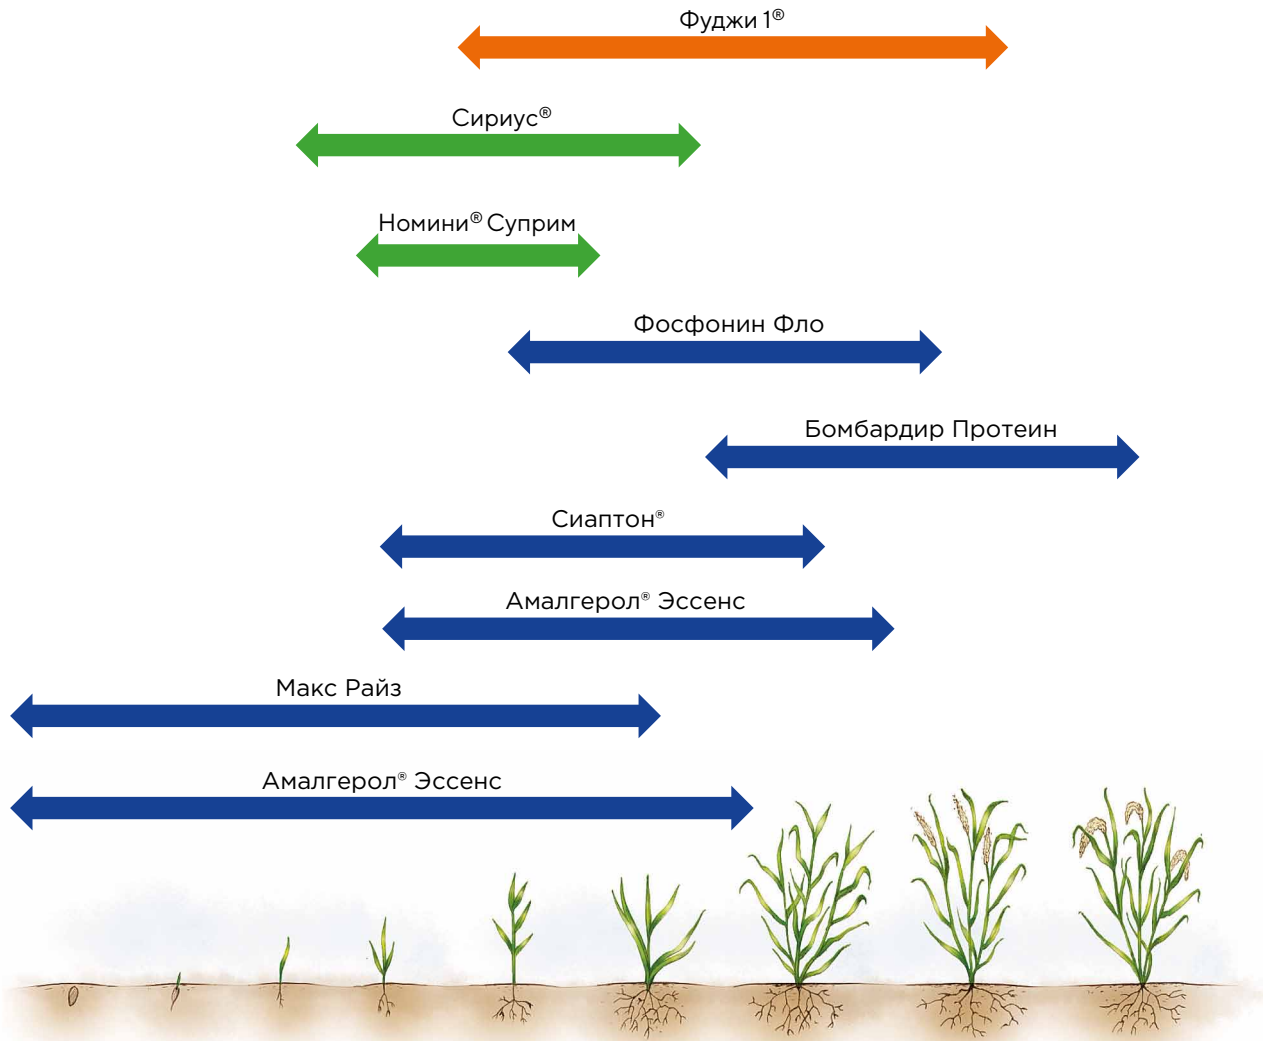 Фуджи 1®
Сириус®
Номини® Суприм
Фосфонин Фло
Бомбардир Протеин
Сиаптон®
Амалгерол® Эссенс
Макс Райз
Амалгерол® Эссенс